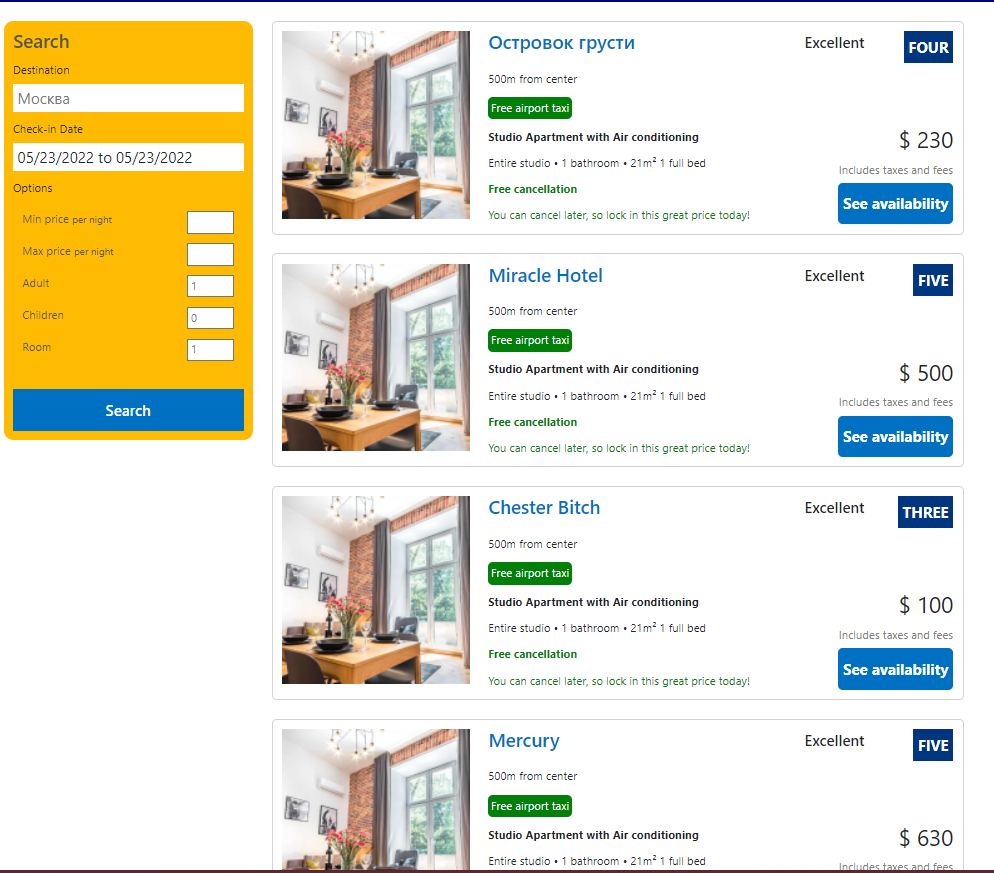 Search
Destination
Москва
Check-in Date
05/23/2022 to 05/23/2022
Options
Min price per night
Max price per night
Adult 1
Children 0
Room 1
Search
Островок грусти Excellent FOUR
500m from center
Free airport taxi
Studio Apartment with Air conditioning
$ 230
Entire studio • 1 bathroom • 21m² 1 full bed
Includes taxes and fees
Free cancellation
See availability
You can cancel later, so lock in this great price today!
Miracle Hotel Excellent FIVE
500m from center
Free airport taxi
Studio Apartment with Air conditioning
$ 500
Entire studio • 1 bathroom • 21m² 1 full bed
Includes taxes and fees
Free cancellation
See availability
You can cancel later, so lock in this great price today!
Chester Bitch Excellent THREE
500m from center
Free airport taxi
Studio Apartment with Air conditioning
$ 100
Entire studio • 1 bathroom • 21m² 1 full bed
Includes taxes and fees
Free cancellation
See availability
You can cancel later, so lock in this great price today!
Mercury Excellent FIVE
500m from center
Free airport taxi
Studio Apartment with Air conditioning
$ 630
Entire studio • 1 bathroom • 21m² 1 full bed
Includes taxes and fees